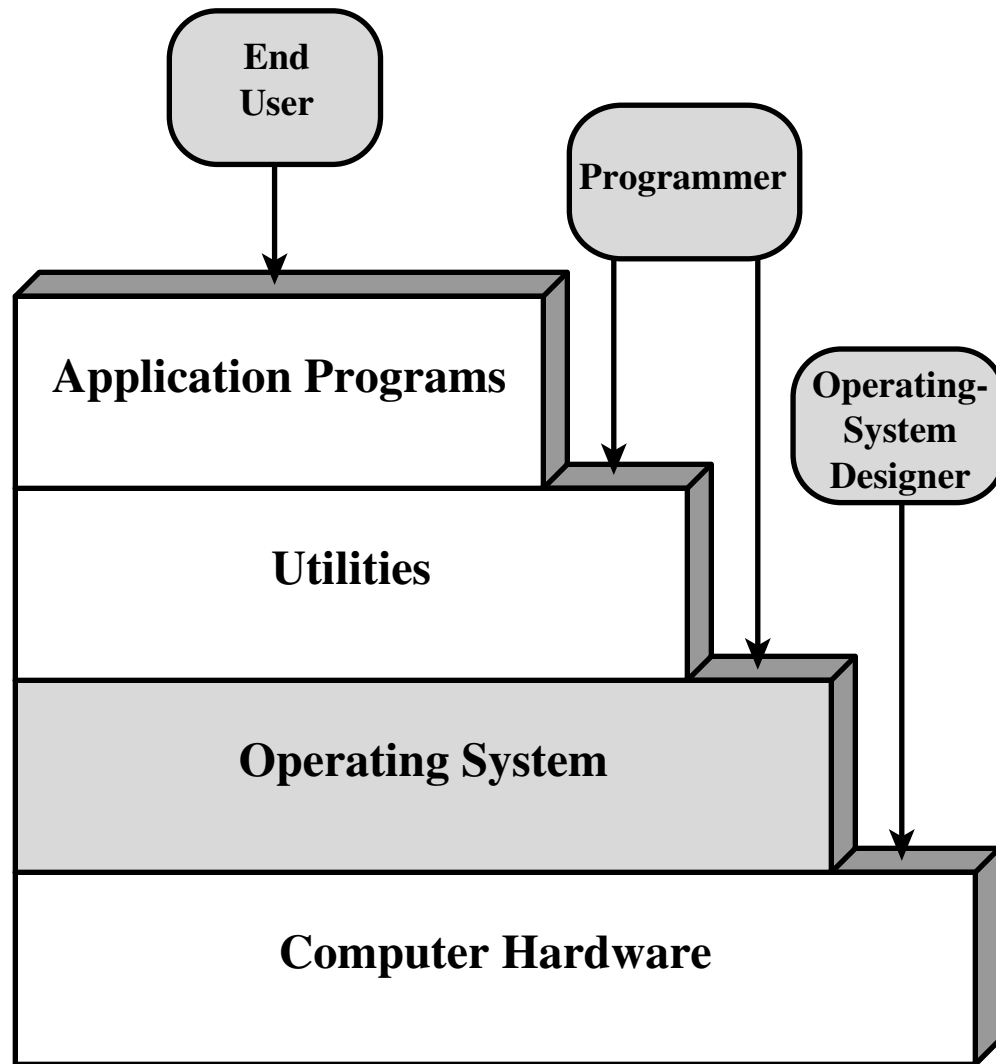 End
User
Programmer
Operating-
System
Designer
Application Programs
Utilities
Operating System
Computer Hardware